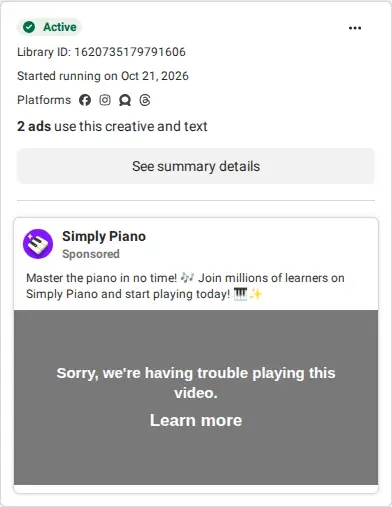 Active
Library ID: 1620735179791606
Started running on Oct 21, 2026
Platforms
2 ads use this creative and text
See summary details
Simply Piano
Sponsored
Master the piano in no time! 🎶 Join millions of learners on
Simply Piano and start playing today! 🎹✨
Sorry, we're having trouble playing this
video.
Learn more